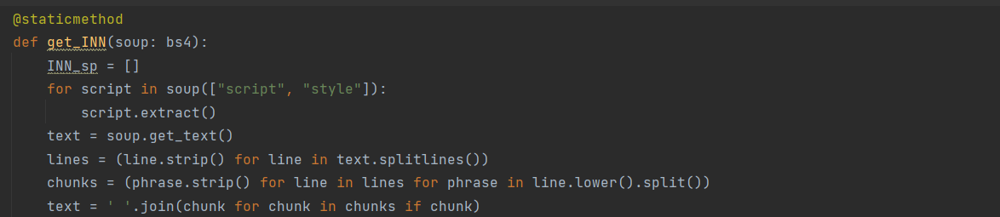 @staticmethod
def get_INN(soup: bs4):
    INN_sp = []
    for script in soup(["script", "style"]):
        script.extract()
    text = soup.get_text()
    lines = (line.strip() for line in text.splitlines())
    chunks = (phrase.strip() for line in lines for phrase in line.lower().split())
    text = ' '.join(chunk for chunk in chunks if chunk)